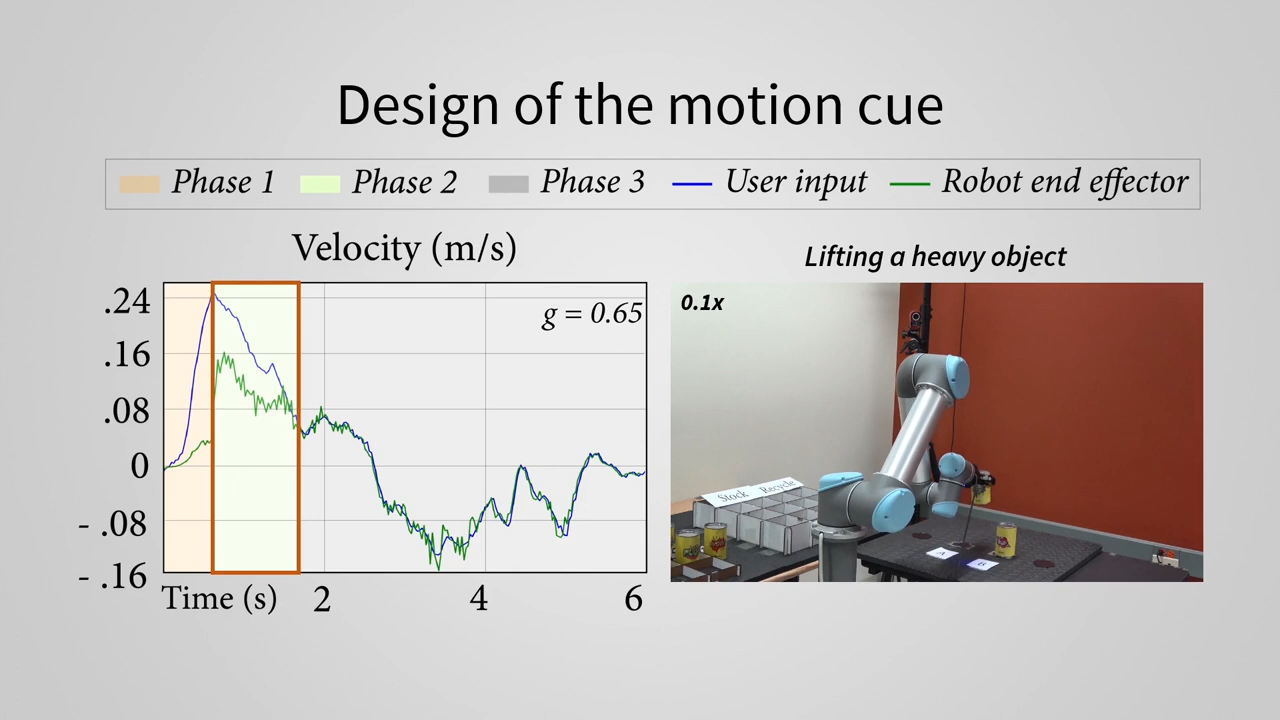 Design of the motion cue
Phase 1
Phase 2
Phase 3
User input
Robot end effector
Velocity (m/s)
g = 0.65
.24
.16
.08
0
- .08
- .16
Time (s)
2
4
6
Lifting a heavy object
0.1x
Stock
Recycle
A
B